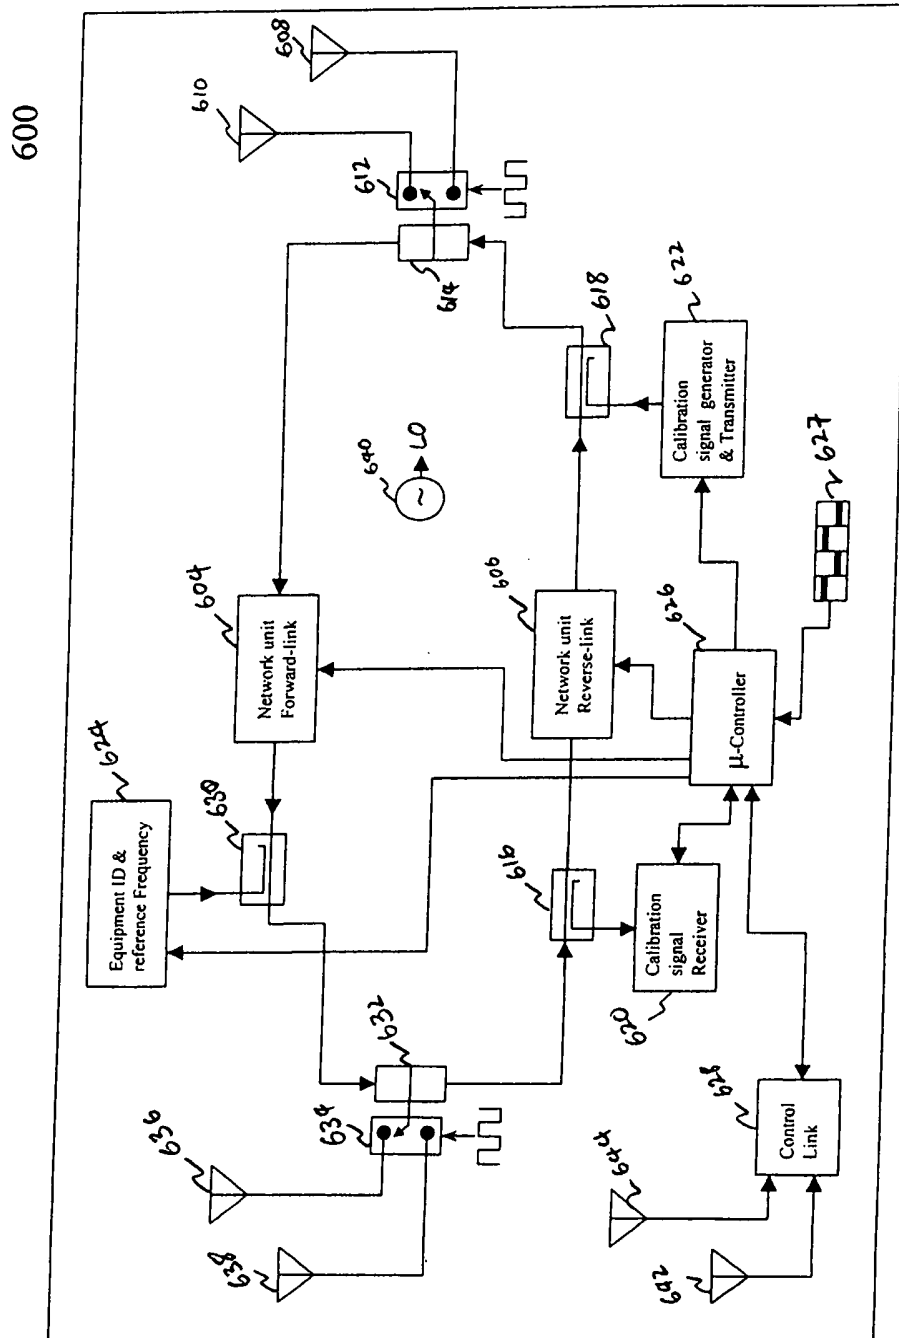 600
608
610
612
614
604
624
Equipment ID &
reference Frequency
630
Network unit
Forward-link
640
~
LO
618
622
Calibration
signal generator
& Transmitter
606
Network unit
Reverse-link
616
626
µ-Controller
627
620
Calibration
signal
Receiver
632
634
636
638
628
Control
Link
644
642